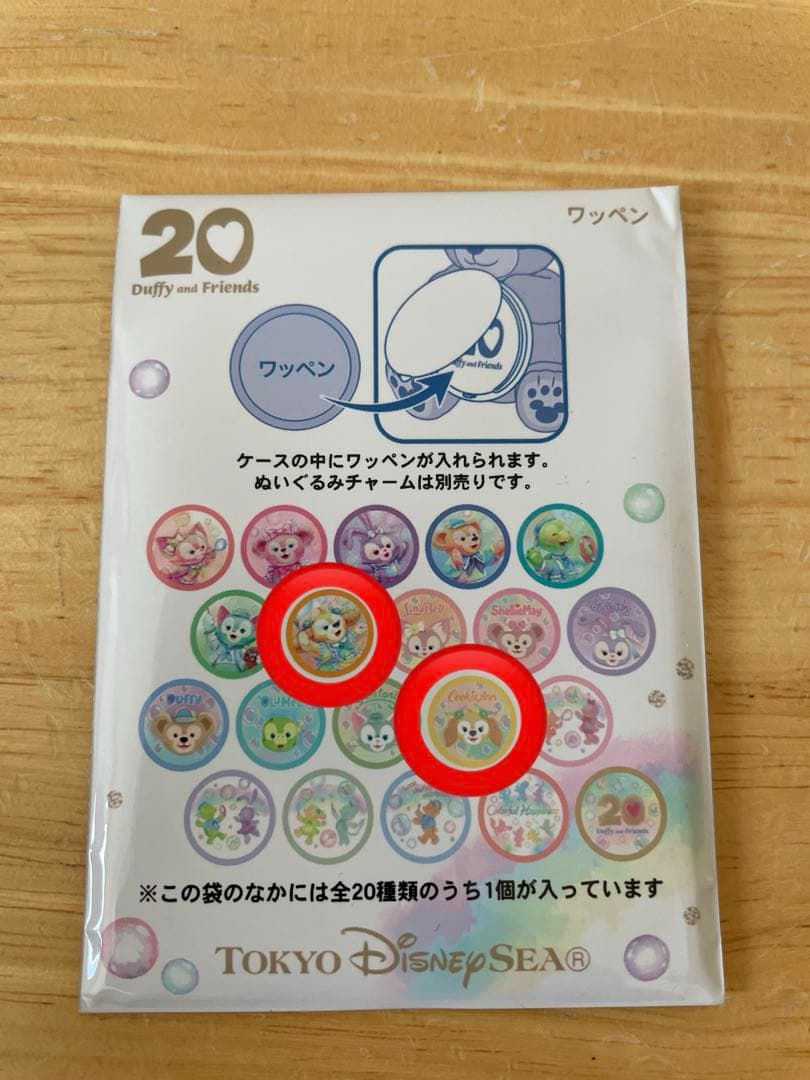 20
Duffy and Friends
ワッペン
ワッペン
20
Duffy and Friends
ケースの中にワッペンが入れられます。
ぬいぐるみチャームは別売りです。
LinaBell
ShellieMay
Duffy
CookieAnn
Colorful Happiness
20
Duffy and Friends
※この袋のなかには全20種類のうち1個が入っています
TOKYO DISNEYSEA®